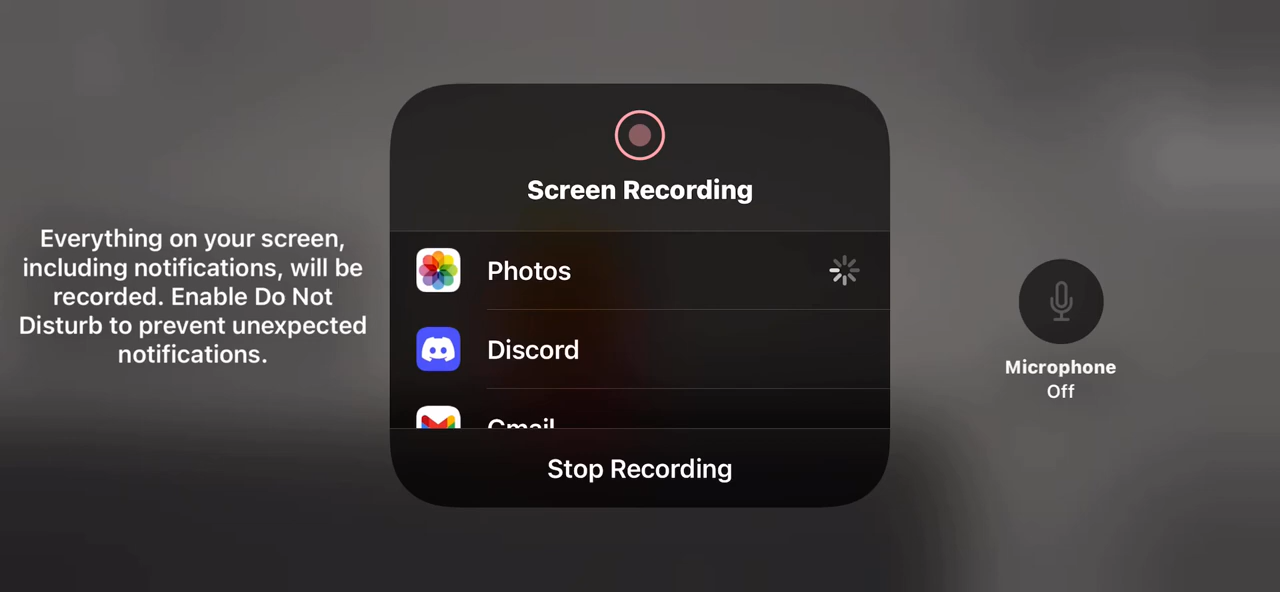 Screen Recording
Everything on your screen,
including notifications, will be
recorded. Enable Do Not
Disturb to prevent unexpected
notifications.
Photos
Discord
Gmail
Stop Recording
Microphone
Off